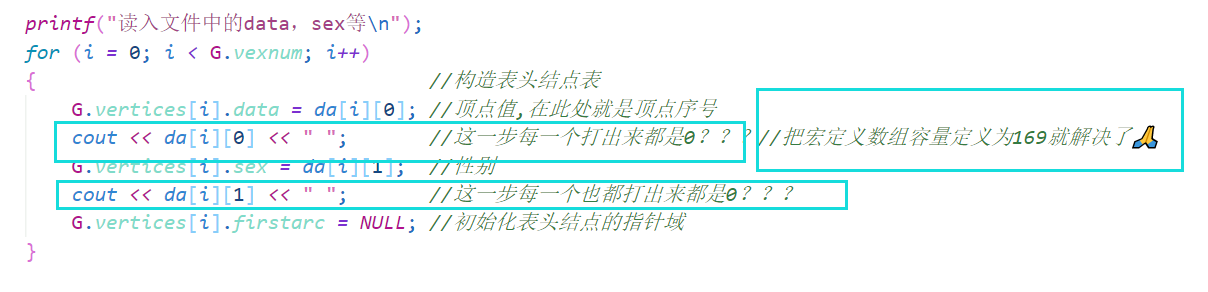 printf("读入文件中的data，sex等\n");
for (i = 0; i < G.vexnum; i++)
{ //构造表头结点表
G.vertices[i].data = da[i][0]; //顶点值,在此处就是顶点序号
cout << da[i][0] << " "; //这一步每一个打出来都是0？？？//把宏定义数组容量定义为169就解决了🙏
G.vertices[i].sex = da[i][1]; //性别
cout << da[i][1] << " "; //这一步每一个也都打出来都是0？？？
G.vertices[i].firstarc = NULL; //初始化表头结点的指针域
}